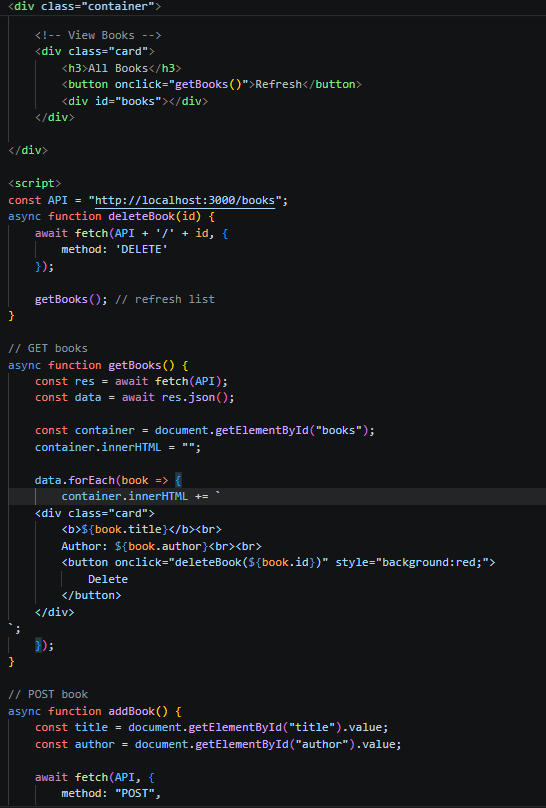 <div class="container">
<!-- View Books -->
<div class="card">
<h3>All Books</h3>
<button onclick="getBooks()">Refresh</button>
<div id="books"></div>
</div>
</div>
<script>
const API = "http://localhost:3000/books";
async function deleteBook(id) {
await fetch(API + '/' + id, {
method: 'DELETE'
});
getBooks(); // refresh list
}
// GET books
async function getBooks() {
const res = await fetch(API);
const data = await res.json();
const container = document.getElementById("books");
container.innerHTML = "";
data.forEach(book => {
container.innerHTML += `
<div class="card">
<b>${book.title}</b><br>
Author: ${book.author}<br><br>
<button onclick="deleteBook(${book.id})" style="background:red;">
Delete
</button>
</div>
`;
});
}
// POST book
async function addBook() {
const title = document.getElementById("title").value;
const author = document.getElementById("author").value;
await fetch(API, {
method: "POST",